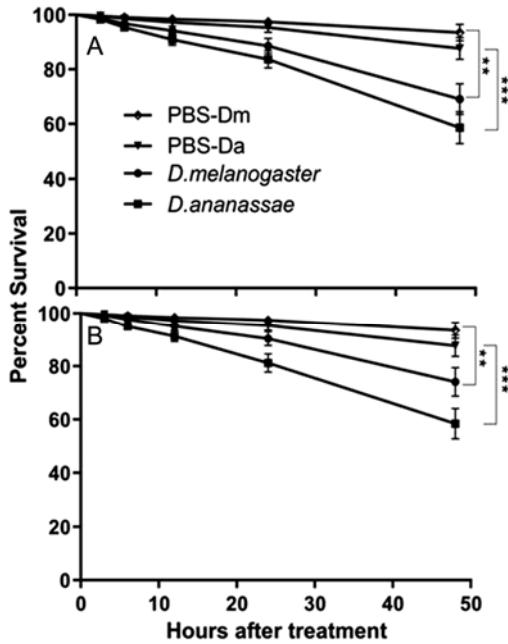 100
A
**
***
80
PBS-Dm
PBS-Da
60
D.melanogaster
D.ananassae
40
20
0
Percent Survival
100
B
**
***
80
60
40
20
0
0 10 20 30 40 50
Hours after treatment